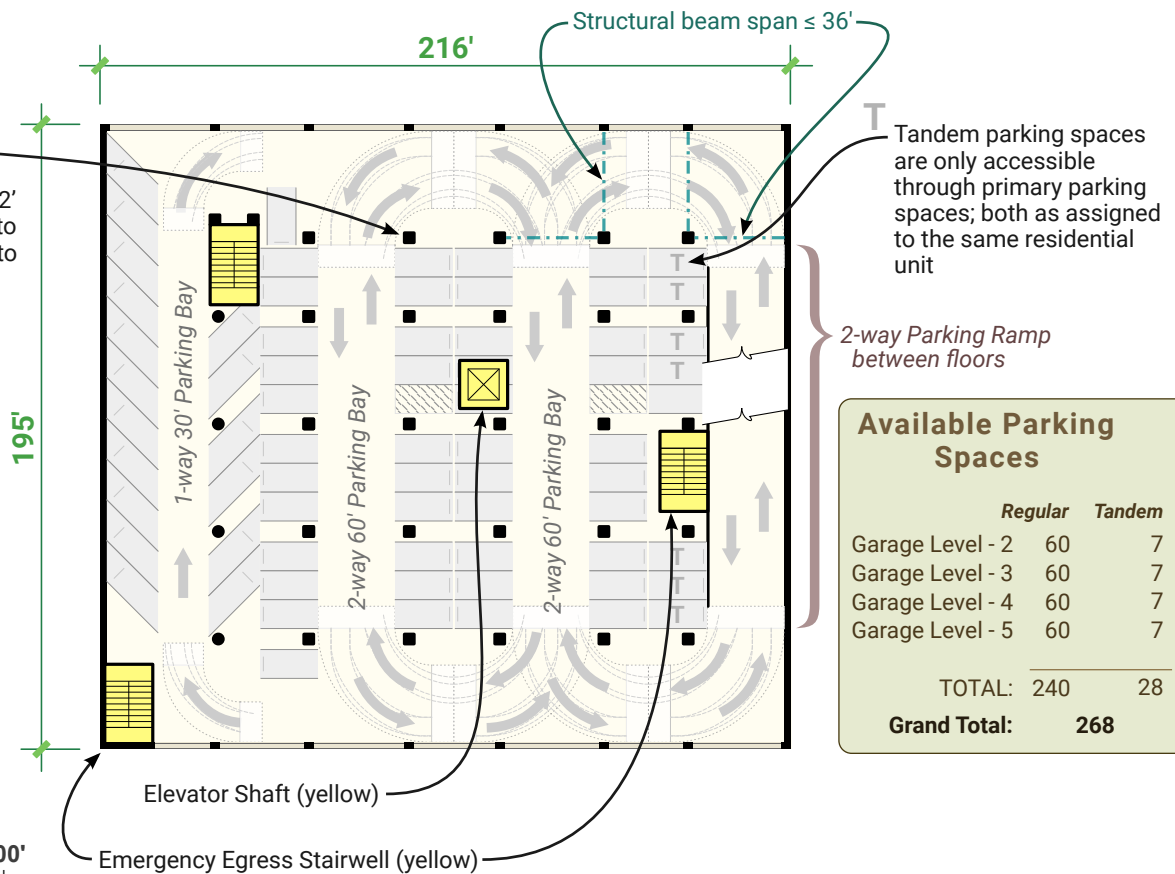 Structural beam span ≤ 36'
216'
T
Tandem parking spaces
are only accessible
through primary parking
spaces; both as assigned
to the same residential
unit
2’
to
to
T
T
T
T
1-way 30' Parking Bay
2-way 60' Parking Bay
2-way 60' Parking Bay
2-way Parking Ramp
between floors
195'
T
T
T
Available Parking
Spaces
Regular Tandem
Garage Level - 2 60 7
Garage Level - 3 60 7
Garage Level - 4 60 7
Garage Level - 5 60 7
TOTAL: 240 28
Grand Total: 268
Elevator Shaft (yellow)
00'
Emergency Egress Stairwell (yellow)